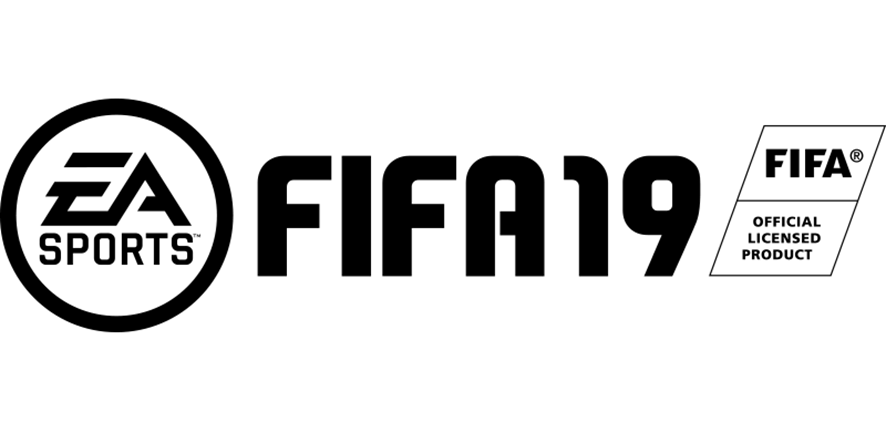 EA
SPORTS™
FIFA19
FIFA®
OFFICIAL
LICENSED
PRODUCT